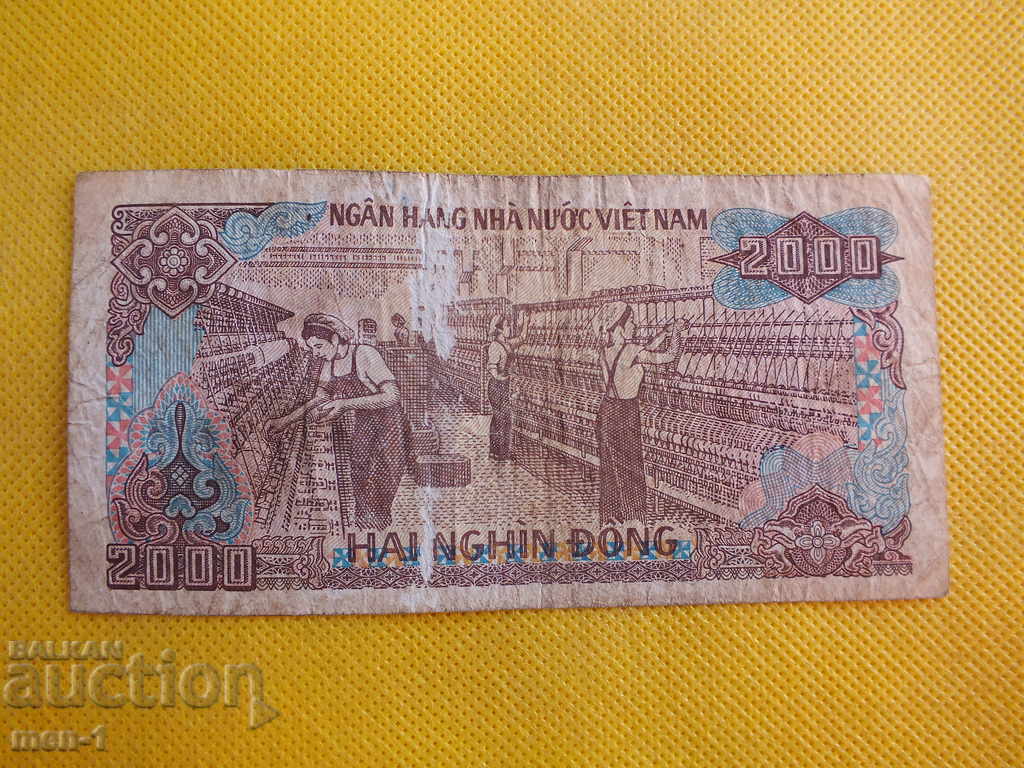 NGÂN HÀNG NHÀ NƯỚC VIỆT NAM
2000
HAI NGHÌN ĐỒNG
2000
BALKAN
auction
men-1